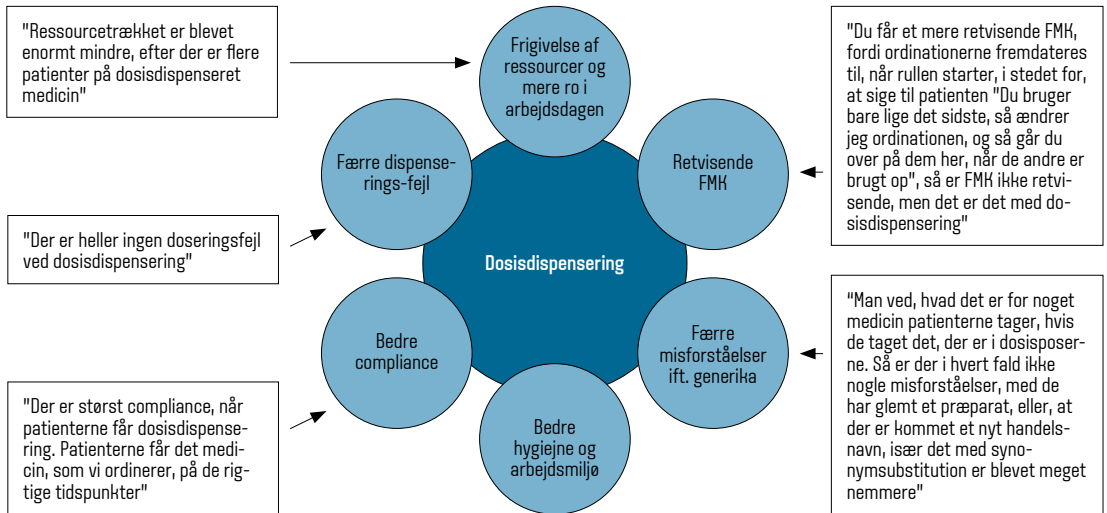 "Ressourcetrækket er blevet
enormt mindre, efter der er flere
patienter på dosisdispenseret
medicin"
Frigivelse af
ressourcer og
mere ro i
arbejdsdagen
"Du får et mere retvisende FMK,
fordi ordinationerne fremdateres
til, når rullen starter, i stedet for,
at sige til patienten "Du bruger
bare lige det sidste, så ændrer
jeg ordinationen, og så går du
over på dem her, når de andre er
brugt op", så er FMK ikke retvi-
sende, men det er det med do-
sisdispensering"
Færre dispense-
rings-fejl
Retvisende
FMK
"Der er heller ingen doseringsfejl
ved dosisdispensering"
Dosisdispensering
Bedre
compliance
Færre
misforståelser
ift. generika
"Man ved, hvad det er for noget
medicin patienterne tager, hvis
de taget det, der er i dosisposer-
ne. Så er der i hvert fald ikke
nogle misforståelser, med de
har glemt et præparat, eller, at
der er kommet et nyt handels-
navn, især det med syno-
nymsubstitution er blevet meget
nemmere"
"Der er størst compliance, når
patienterne får dosisdispense-
ring. Patienterne får det medi-
cin, som vi ordinerer, på de rig-
tige tidspunkter"
Bedre
hygiejne og
arbejdsmiljø